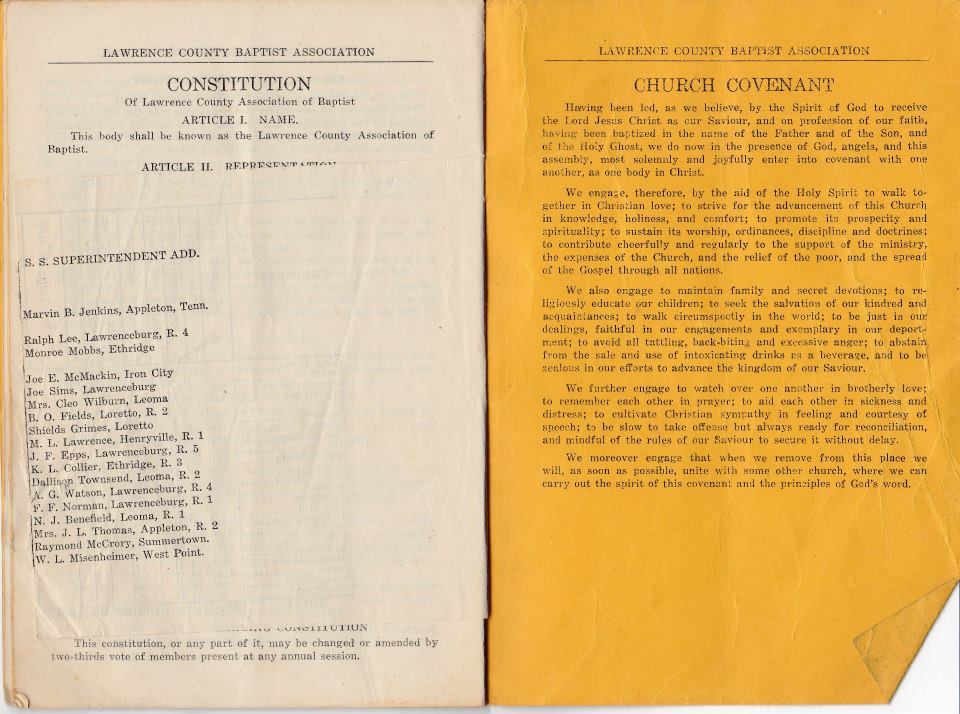 LAWRENCE COUNTY BAPTIST ASSOCIATION
CONSTITUTION
Of Lawrence County Association of Baptist
ARTICLE I. NAME.
This body shall be known as the Lawrence County Association of
Baptist.
ARTICLE II. REPRESENTATION
S. S. SUPERINTENDENT ADD.
Marvin B. Jenkins, Appleton, Tenn.
Ralph Lee, Lawrenceburg, R. 4
Monroe Mobbs, Ethridge
Joe E. McMackin, Iron City
Joe Sims, Lawrenceburg
Mrs. Cleo Wilburn, Leoma
B. O. Fields, Loretto, R. 2
Shields Grimes, Loretto
M. L. Lawrence, Henryville, R. 1
J. F. Epps, Lawrenceburg, R. 5
K. L. Collier, Ethridge, R. 3
Dallison Townsend, Leoma, R. 2
A. G. Watson, Lawrenceburg, R. 4
F. F. Norman, Lawrenceburg, R. 1
N. J. Benefield, Leoma, R. 1
Mrs. J. L. Thomas, Appleton, R. 2
Raymond McCrory, Summertown.
W. L. Misenheimer, West Point.
CONSTITUTION
This constitution, or any part of it, may be changed or amended by
two-thirds vote of members present at any annual session.
LAWRENCE COUNTY BAPTIST ASSOCIATION
CHURCH COVENANT
Having been led, as we believe, by the Spirit of God to receive
the Lord Jesus Christ as our Saviour, and on profession of our faith,
having been baptized in the name of the Father and of the Son, and
of the Holy Ghost, we do now in the presence of God, angels, and this
assembly, most solemnly and joyfully enter into covenant with one
another, as one body in Christ.
We engage, therefore, by the aid of the Holy Spirit to walk to-
gether in Christian love; to strive for the advancement of this Church
in knowledge, holiness, and comfort; to promote its prosperity and
spirituality; to sustain its worship, ordinances, discipline and doctrines;
to contribute cheerfully and regularly to the support of the ministry,
the expenses of the Church, and the relief of the poor, and the spread
of the Gospel through all nations.
We also engage to maintain family and secret devotions; to re-
ligiously educate our children; to seek the salvation of our kindred and
acquaintances; to walk circumspectly in the world; to be just in our
dealings, faithful in our engagements and exemplary in our deport-
ment; to avoid all tattling, back-biting and excessive anger; to abstain
from the sale and use of intoxicating drinks as a beverage, and to be
zealous in our efforts to advance the kingdom of our Saviour.
We further engage to watch over one another in brotherly love;
to remember each other in prayer; to aid each other in sickness and
distress; to cultivate Christian sympathy in feeling and courtesy of
speech; to be slow to take offense but always ready for reconciliation,
and mindful of the rules of our Saviour to secure it without delay.
We moreover engage that when we remove from this place we
will, as soon as possible, unite with some other church, where we can
carry out the spirit of this covenant and the principles of God's word.